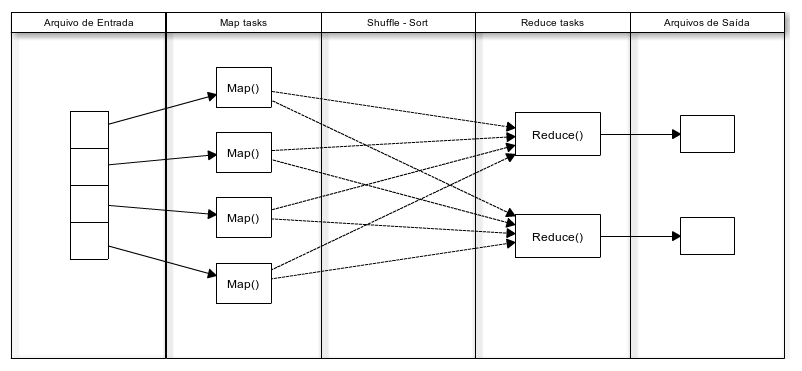 Arquivo de Entrada
Map tasks
Shuffle - Sort
Reduce tasks
Arquivos de Saída
Map()
Map()
Map()
Map()
Reduce()
Reduce()